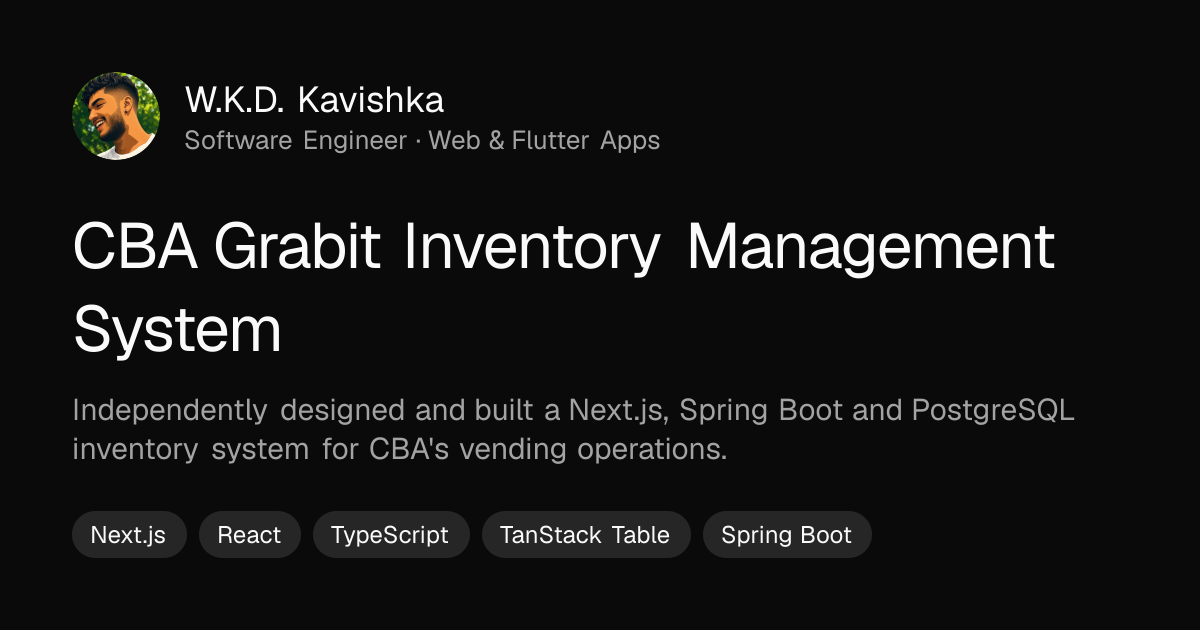 W.K.D. Kavishka
Software Engineer · Web & Flutter Apps
CBA Grabit Inventory Management
System
Independently designed and built a Next.js, Spring Boot and PostgreSQL
inventory system for CBA's vending operations.
Next.js React TypeScript TanStack Table Spring Boot